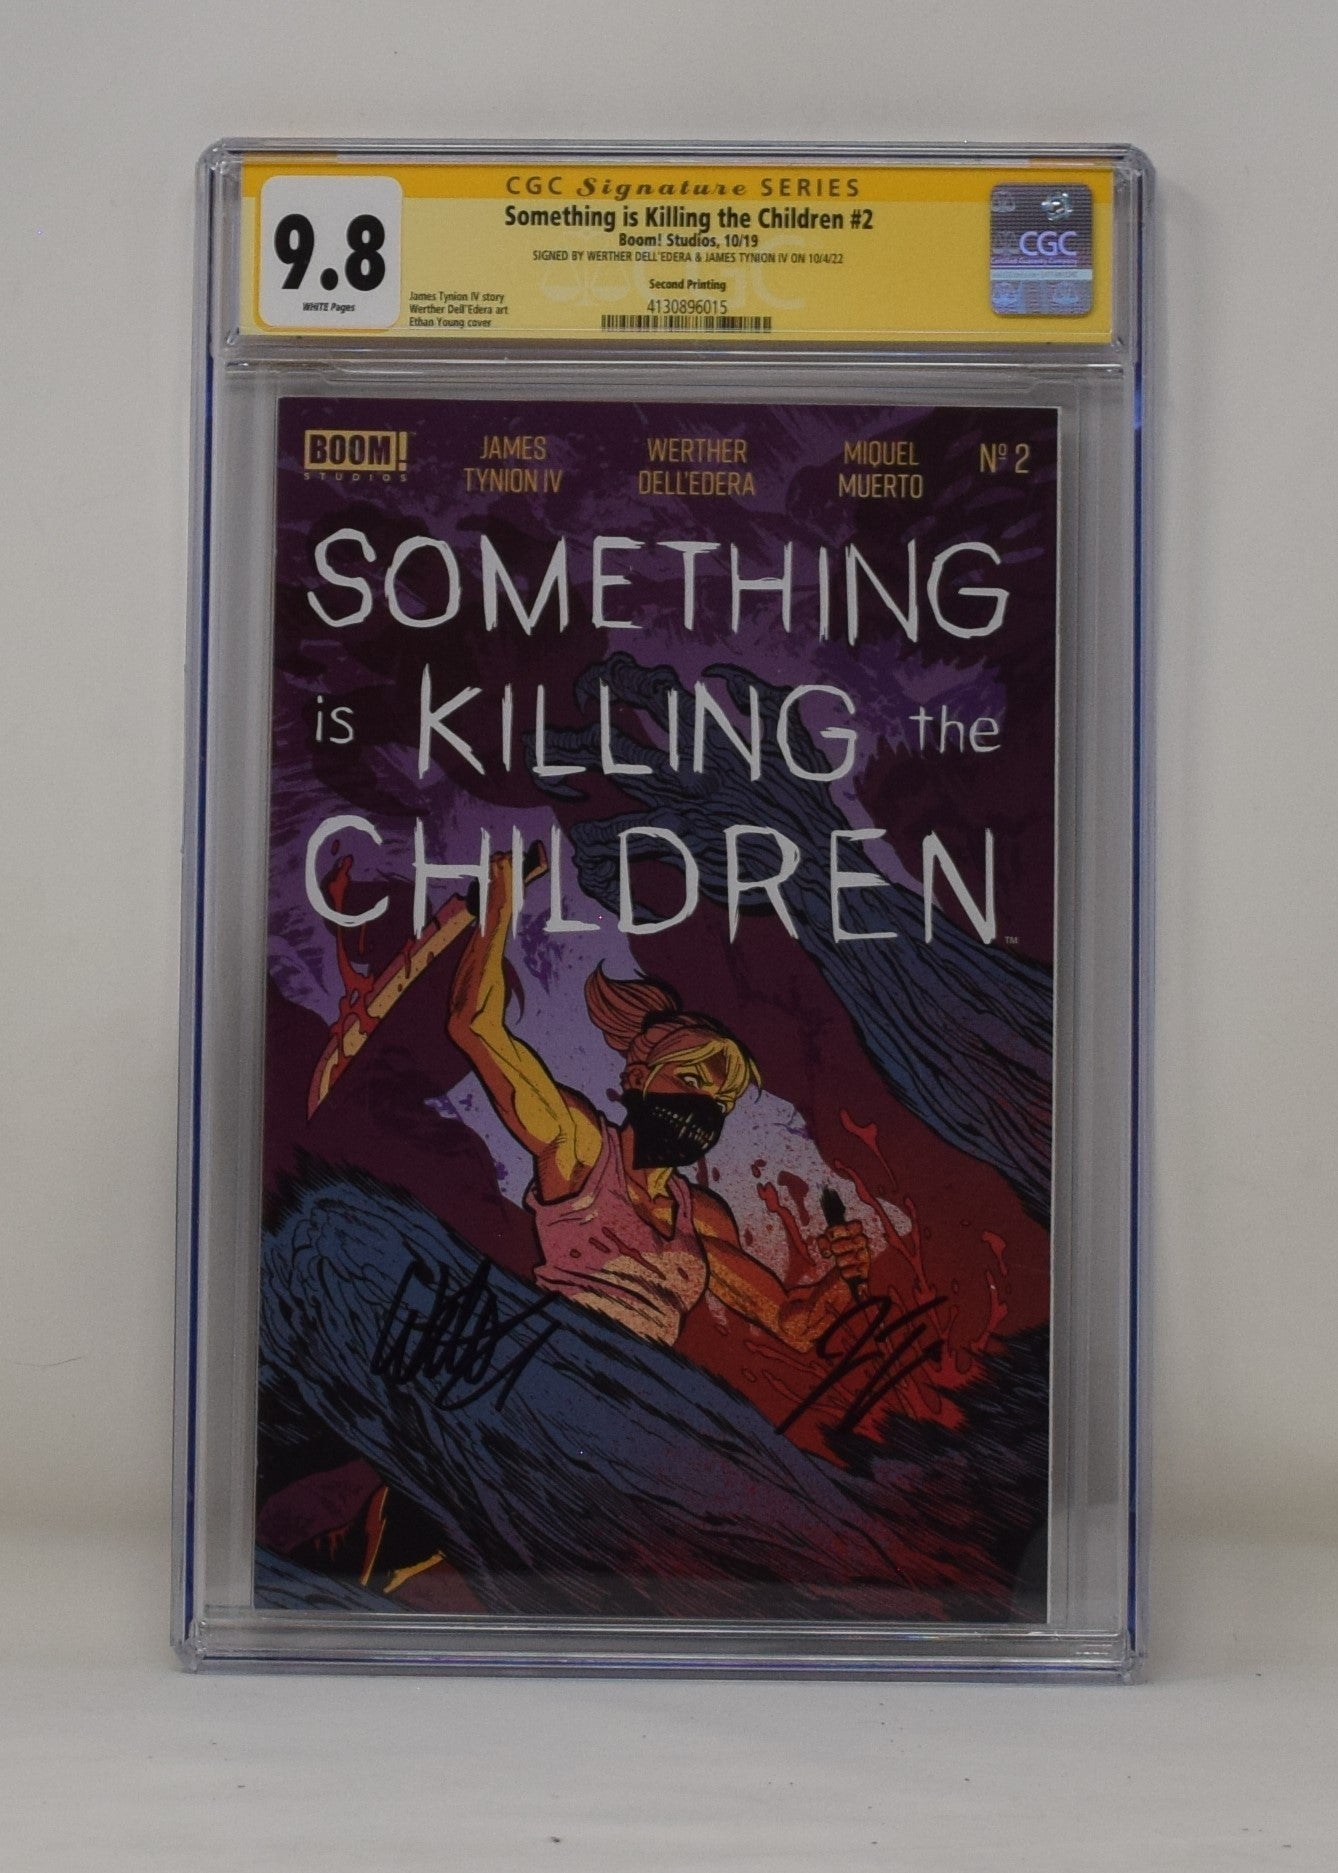 CGC Signature SERIES
Something is Killing the Children #2
Boom! Studios, 10/19
SIGNED BY WERTHER DELL'EDERA & JAMES TYNION IV ON 10/4/22
Second Printing
4130896015
9.8
WHITE Pages
James Tynion IV story
Werther Dell'Edera art
Ethan Young cover
CGC
BOOM!
STUDIOS
JAMES
TYNION IV
WERTHER
DELL'EDERA
MIQUEL
MUERTO
Nº 2
SOMETHING
is KILLING the
CHILDREN
TM